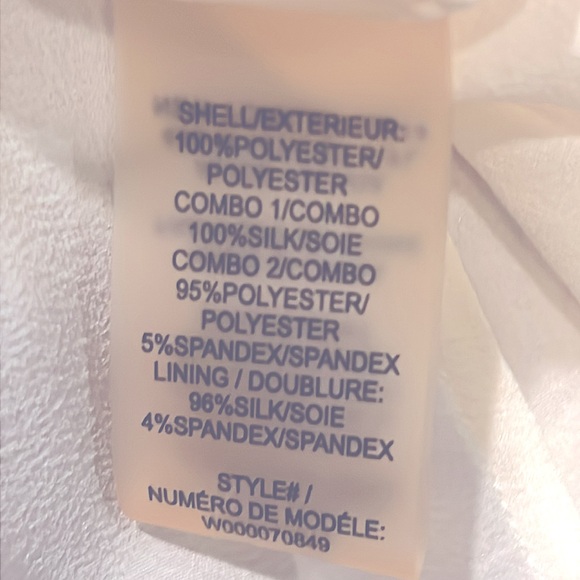 SHELL/EXTERIEUR:
100%POLYESTER/
POLYESTER
COMBO 1/COMBO
100%SILK/SOIE
COMBO 2/COMBO
95%POLYESTER/
POLYESTER
5%SPANDEX/SPANDEX
LINING / DOUBLURE:
96%SILK/SOIE
4%SPANDEX/SPANDEX
STYLE# /
NUMÉRO DE MODÉLE:
W000070849